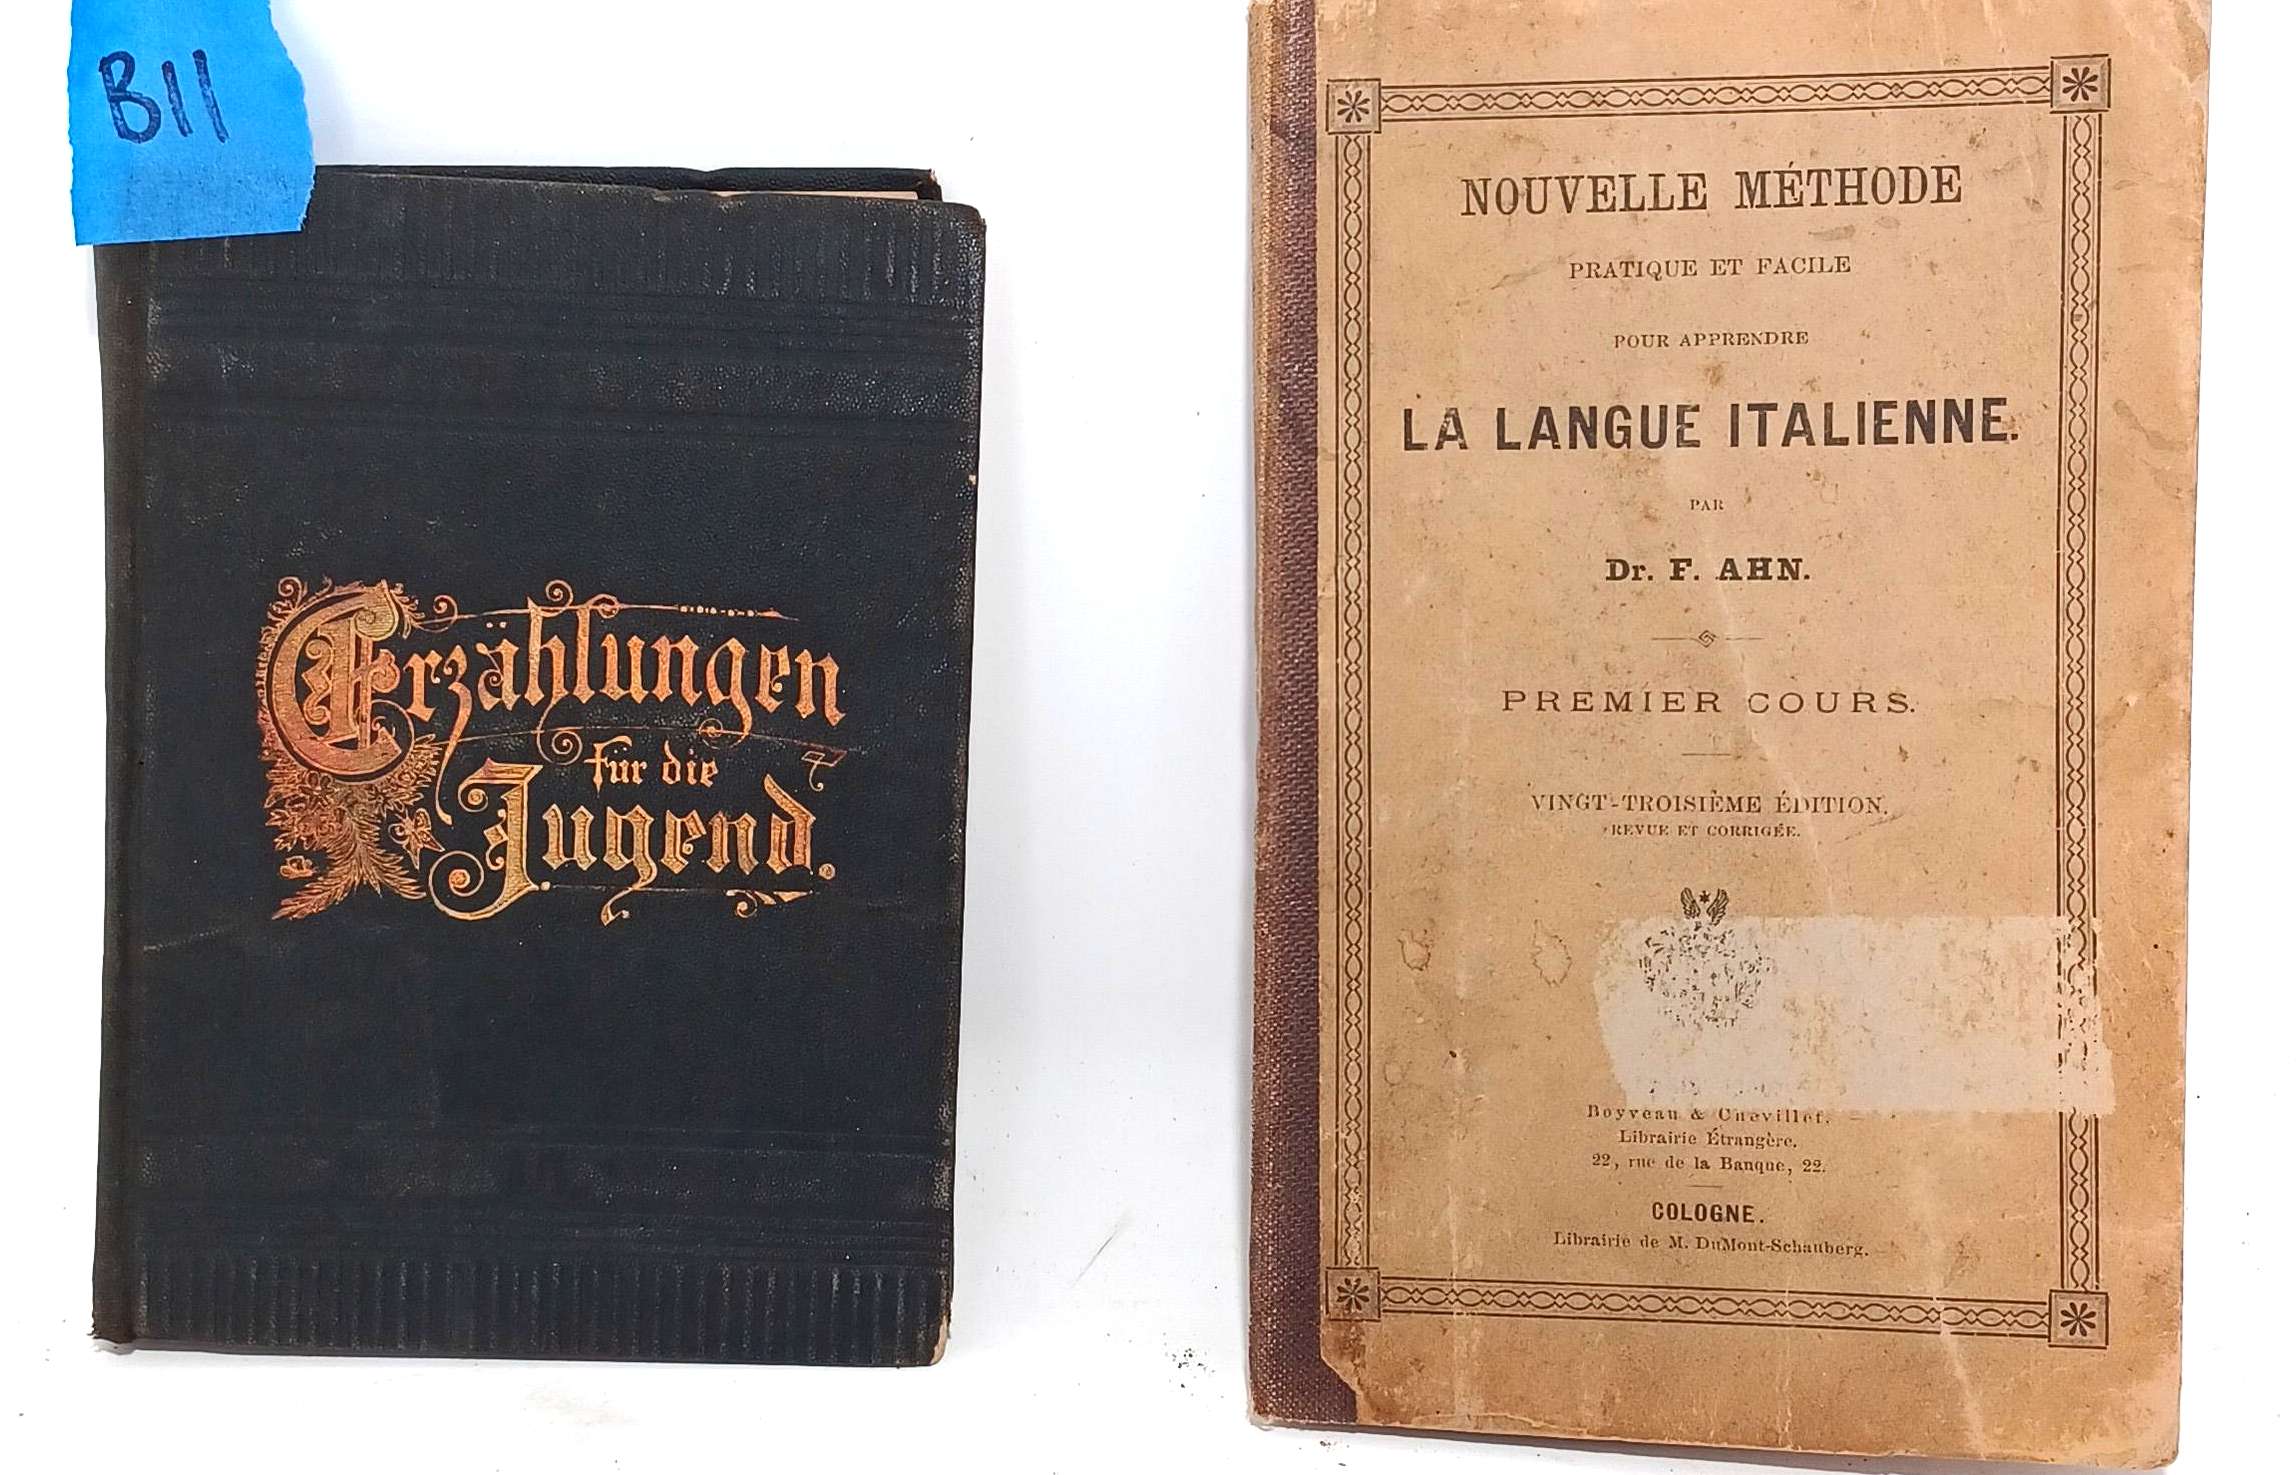 B11
Erzählungen
für die
Jugend.
NOUVELLE MÉTHODE
PRATIQUE ET FACILE
POUR APPRENDRE
LA LANGUE ITALIENNE.
PAR
Dr. F. AHN.
PREMIER COURS.
VINGT-TROISIÈME ÉDITION,
REVUE ET CORRIGÉE.
Boyveau & Chevillet.
Librairie Étrangère.
22, rue de la Banque, 22.
COLOGNE.
Librairie de M. DuMont-Schauberg.